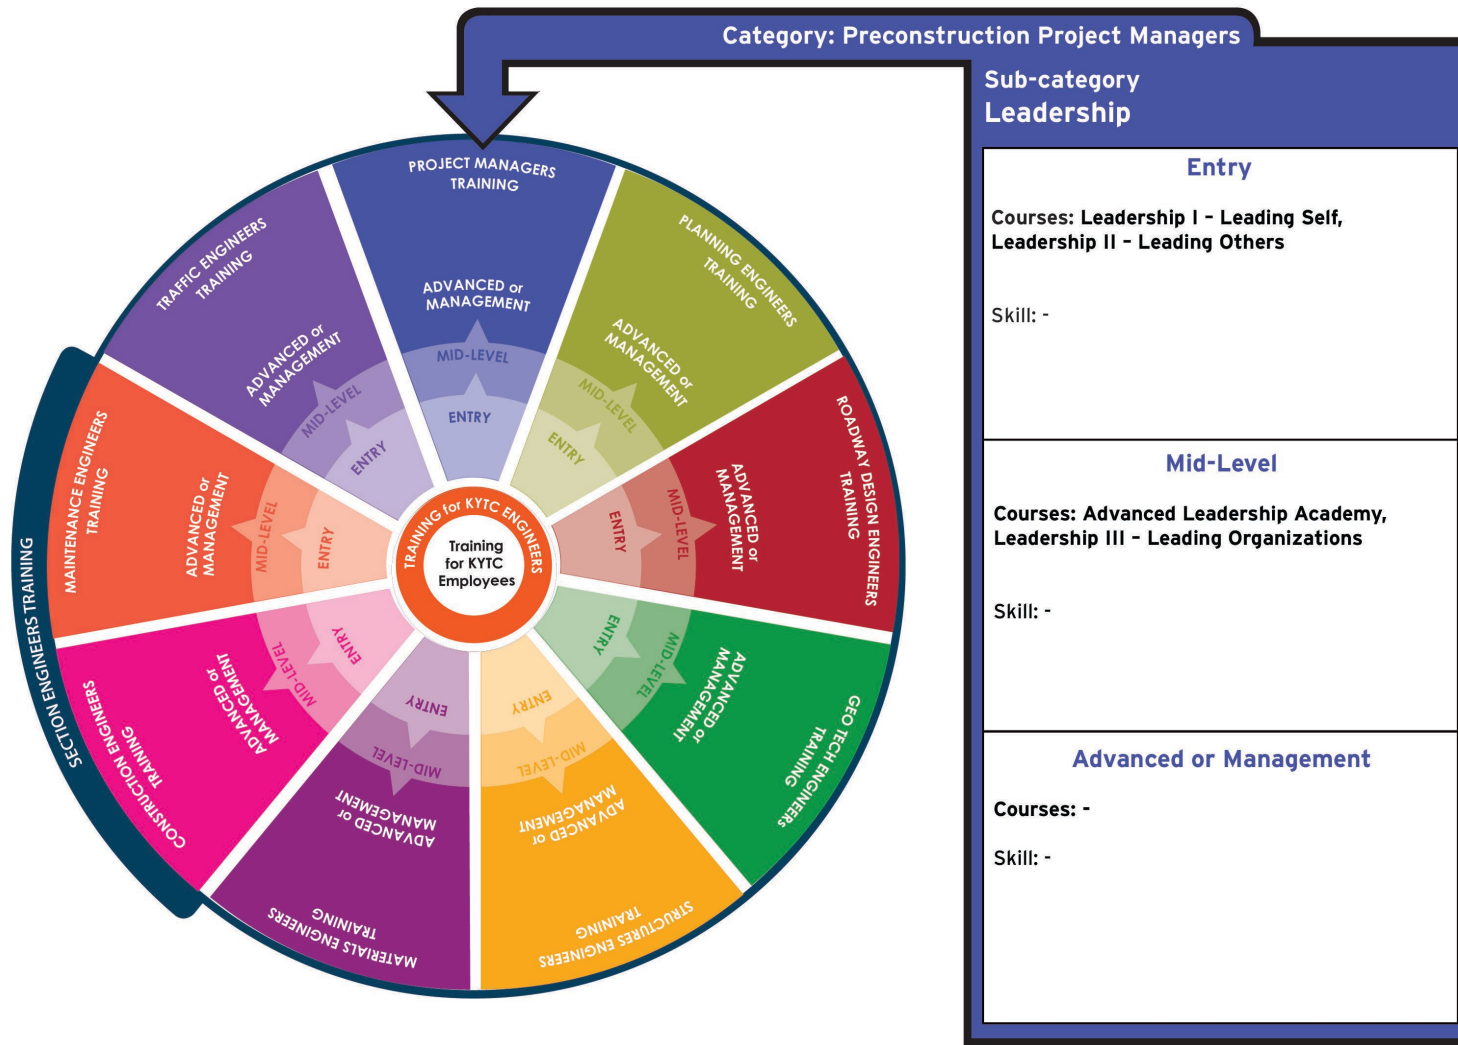 Category: Preconstruction Project Managers
Sub-category
Leadership
Entry
Courses: Leadership I - Leading Self,
Leadership II - Leading Others
Skill: -
Mid-Level
Courses: Advanced Leadership Academy,
Leadership III - Leading Organizations
Skill: -
Advanced or Management
Courses: -
Skill: -
PROJECT MANAGERS
TRAINING
ADVANCED or
MANAGEMENT
MID-LEVEL
ENTRY
PLANNING ENGINEERS
TRAINING
ADVANCED or
MANAGEMENT
MID-LEVEL
ENTRY
ROADWAY DESIGN ENGINEERS
TRAINING
ADVANCED or
MANAGEMENT
MID-LEVEL
ENTRY
GEO TECH ENGINEERS
TRAINING
ADVANCED or
MANAGEMENT
MID-LEVEL
ENTRY
STRUCTURES ENGINEERS
TRAINING
ADVANCED or
MANAGEMENT
MID-LEVEL
ENTRY
MATERIALS ENGINEERS
TRAINING
ADVANCED or
MANAGEMENT
MID-LEVEL
ENTRY
CONSTRUCTION ENGINEERS
TRAINING
ADVANCED or
MANAGEMENT
MID-LEVEL
ENTRY
MAINTENANCE ENGINEERS
TRAINING
ADVANCED or
MANAGEMENT
MID-LEVEL
ENTRY
TRAFFIC ENGINEERS
TRAINING
ADVANCED or
MANAGEMENT
MID-LEVEL
ENTRY
SECTION ENGINEERS TRAINING
TRAINING for KYTC ENGINEERS
Training
for KYTC
Employees